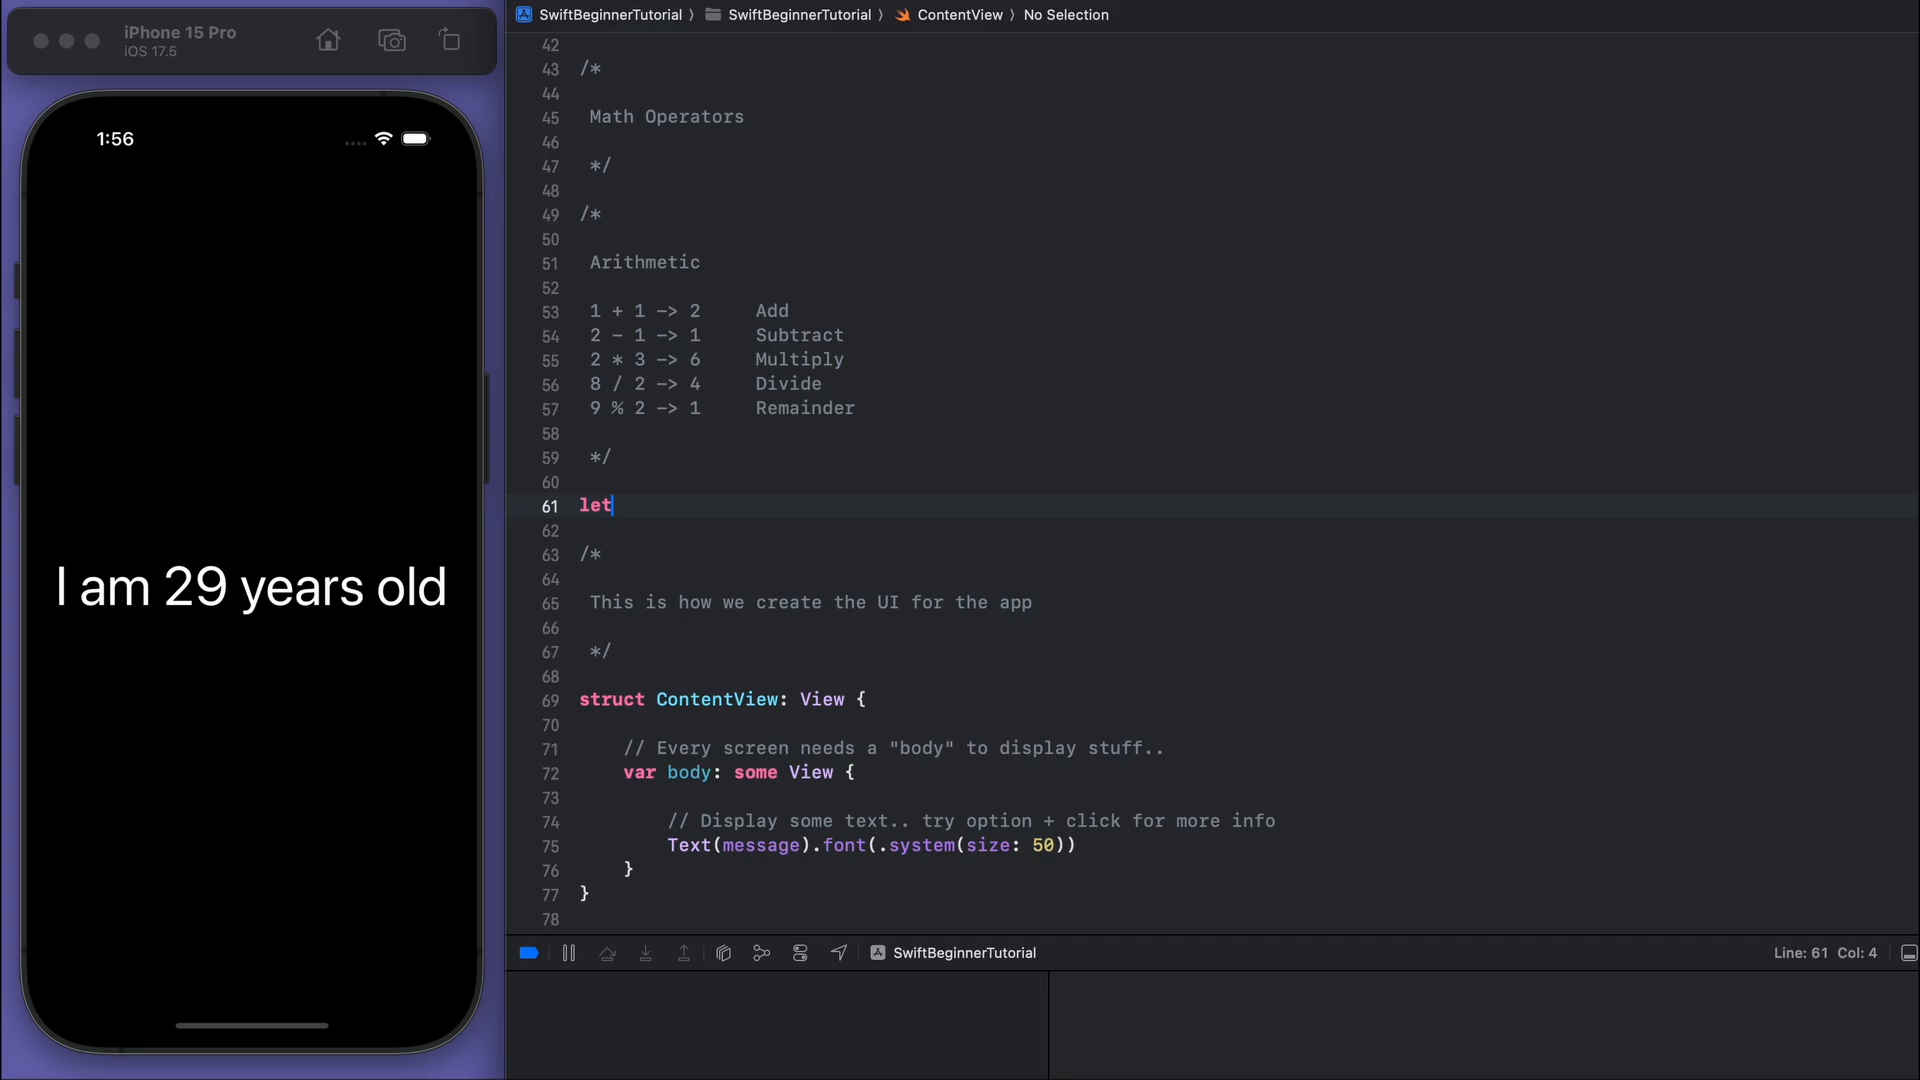 iPhone 15 Pro
iOS 17.5
1:56
I am 29 years old
SwiftBeginnerTutorial 〉 SwiftBeginnerTutorial 〉 ContentView 〉 No Selection
42
43 /*
44
45 Math Operators
46
47 */
48
49 /*
50
51 Arithmetic
52
53 1 + 1 -> 2 Add
54 2 - 1 -> 1 Subtract
55 2 * 3 -> 6 Multiply
56 8 / 2 -> 4 Divide
57 9 % 2 -> 1 Remainder
58
59 */
60
61 let
62
63 /*
64
65 This is how we create the UI for the app
66
67 */
68
69 struct ContentView: View {
70
71 // Every screen needs a "body" to display stuff..
72 var body: some View {
73
74 // Display some text.. try option + click for more info
75 Text(message).font(.system(size: 50))
76 }
77 }
78
SwiftBeginnerTutorial
Line: 61 Col: 4